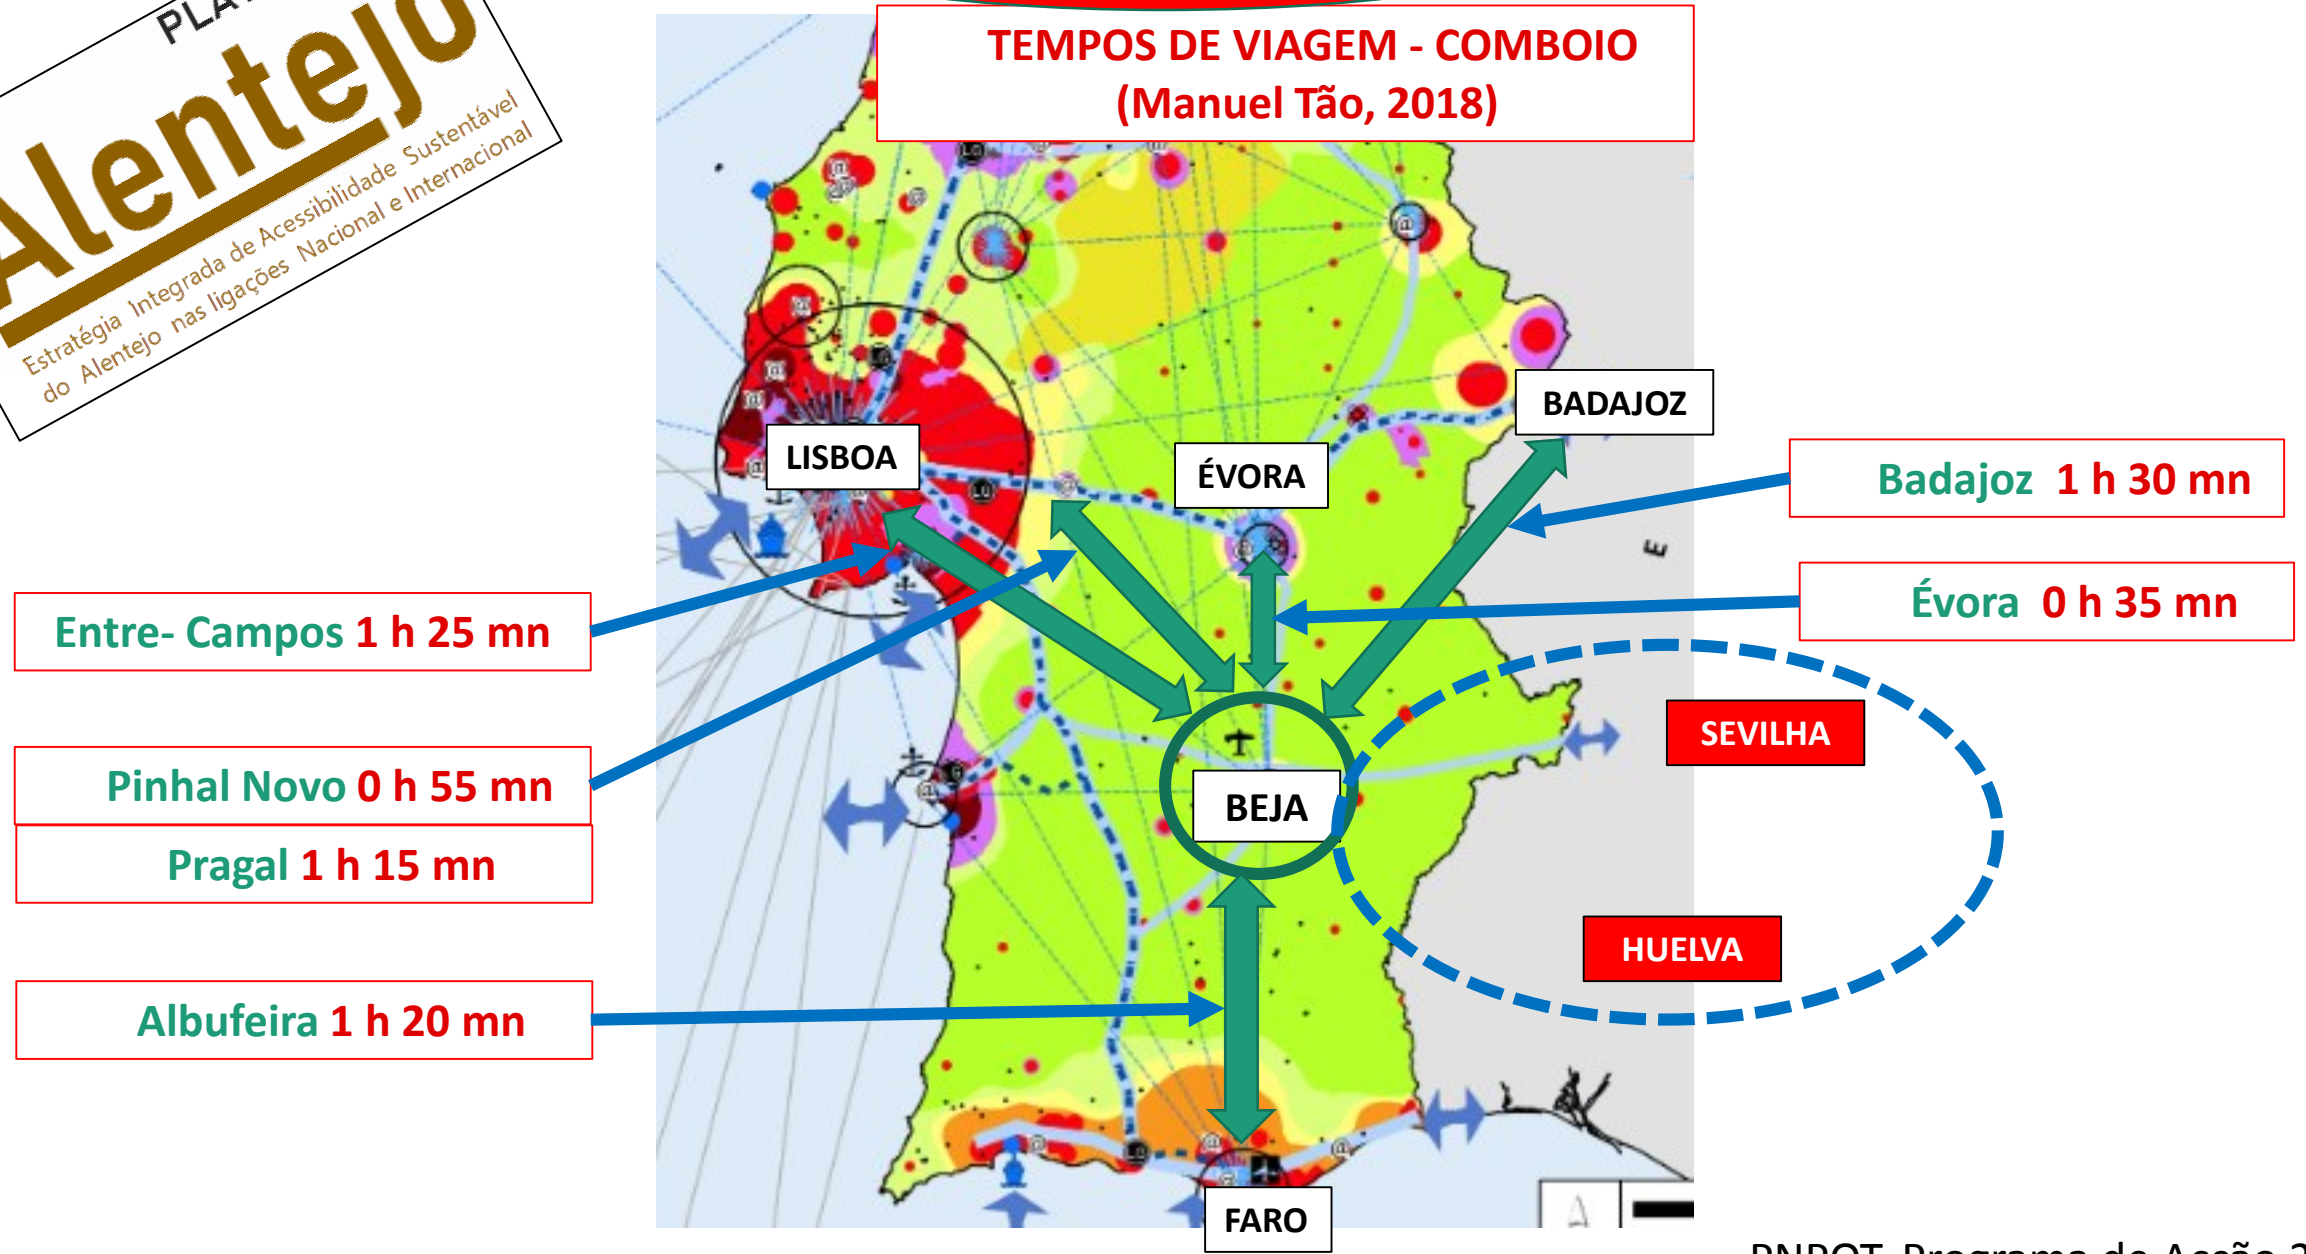 Alentejo
Estratégia Integrada de Acessibilidade Sustentável
do Alentejo nas ligações Nacional e Internacional
TEMPOS DE VIAGEM - COMBOIO
(Manuel Tão, 2018)
LISBOA
ÉVORA
BADAJOZ
Badajoz 1 h 30 mn
Évora 0 h 35 mn
Entre- Campos 1 h 25 mn
E
SEVILHA
Pinhal Novo 0 h 55 mn
BEJA
Pragal 1 h 15 mn
HUELVA
Albufeira 1 h 20 mn
FARO